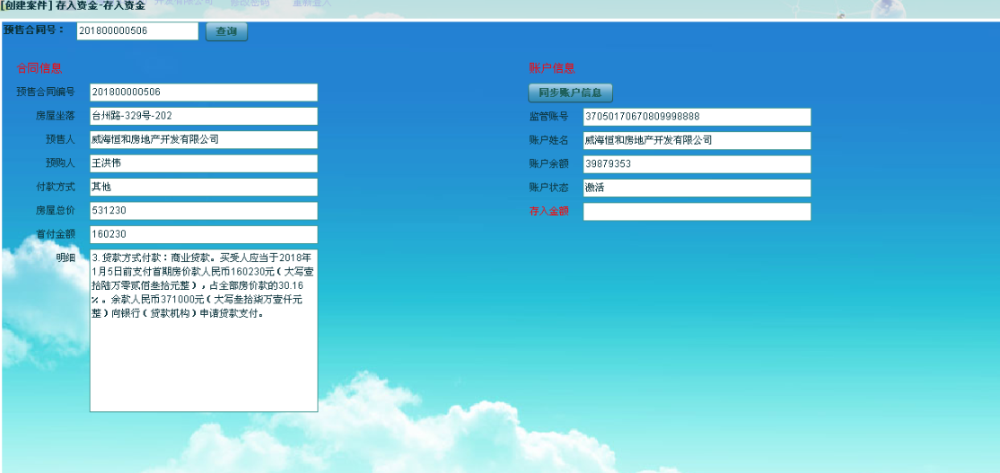 [创建案件] 存入资金-存入资金
修改密码
预售合同号： 201800000506 查询
合同信息
预售合同编号 201800000506
房屋坐落 台州路-329号-202
预售人 威海恒和房地产开发有限公司
预购人 王洪伟
付款方式 其他
房屋总价 531230
首付金额 160230
明细 3.贷款方式付款：商业贷款。买受人应当于2018年
1月5日前支付首期房价款人民币160230元（大写壹
拾陆万零贰佰叁拾元整），占全部房价款的30.16
%。余款人民币371000元（大写叁拾柒万壹仟元
整）向银行（贷款机构）申请贷款支付。
账户信息
同步账户信息
监管账号 37050170670809998888
账户姓名 威海恒和房地产开发有限公司
账户余额 39879353
账户状态 激活
存入金额